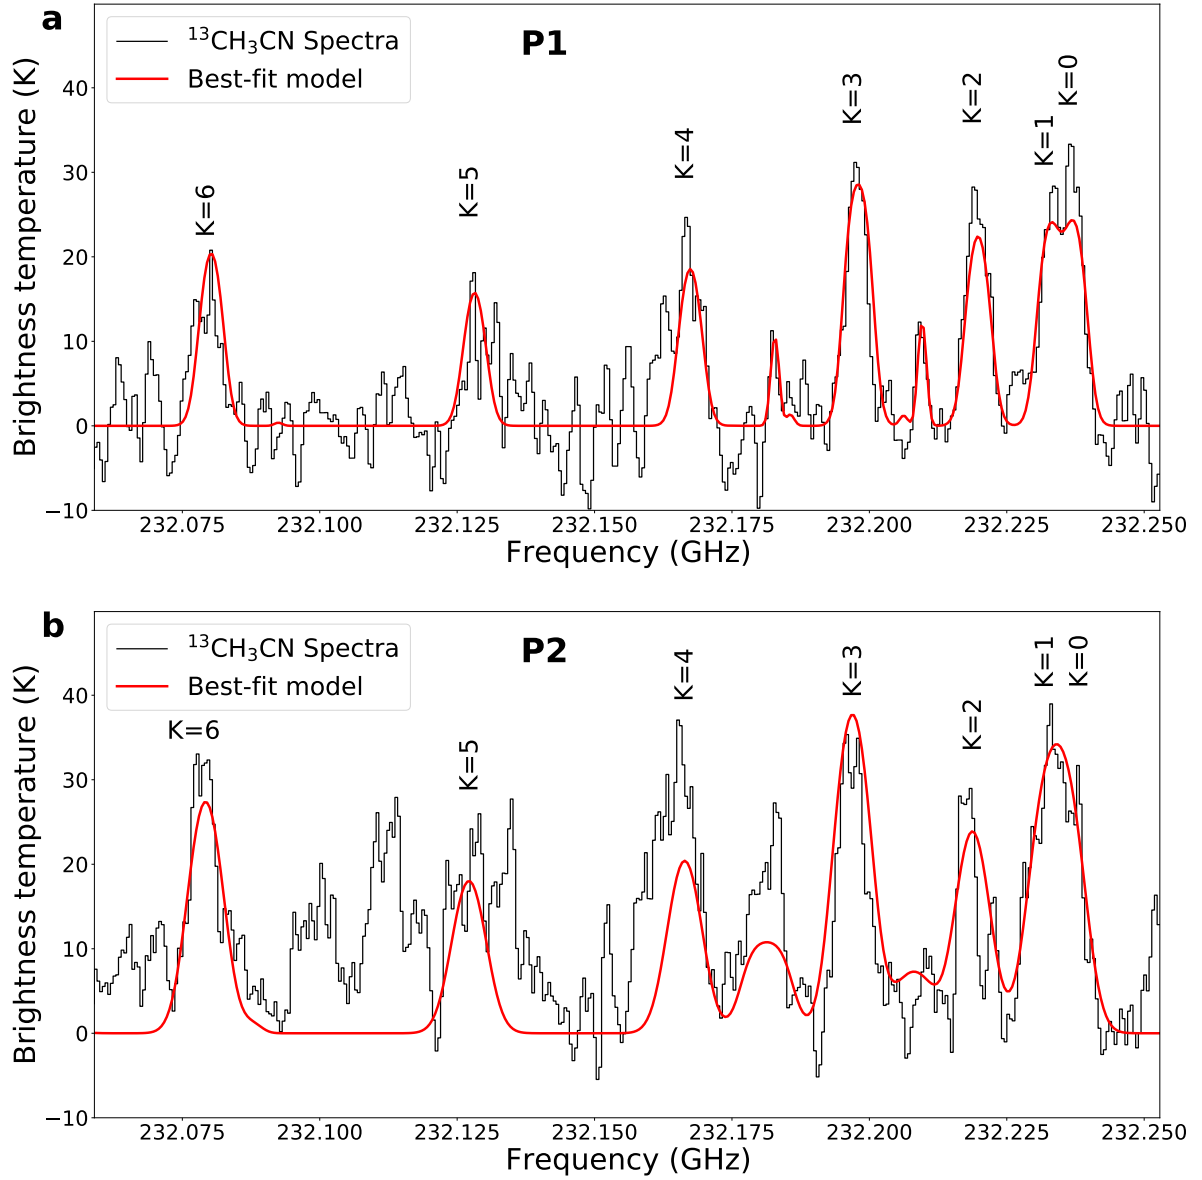 a
P1
¹³CH₃CN Spectra
Best-fit model
K=6
K=5
K=4
K=3
K=2
K=1
K=0
Brightness temperature (K)
40
30
20
10
0
−10
232.075 232.100 232.125 232.150 232.175 232.200 232.225 232.250
Frequency (GHz)
b
P2
¹³CH₃CN Spectra
Best-fit model
K=6
K=5
K=4
K=3
K=2
K=1
K=0
Brightness temperature (K)
40
30
20
10
0
−10
232.075 232.100 232.125 232.150 232.175 232.200 232.225 232.250
Frequency (GHz)